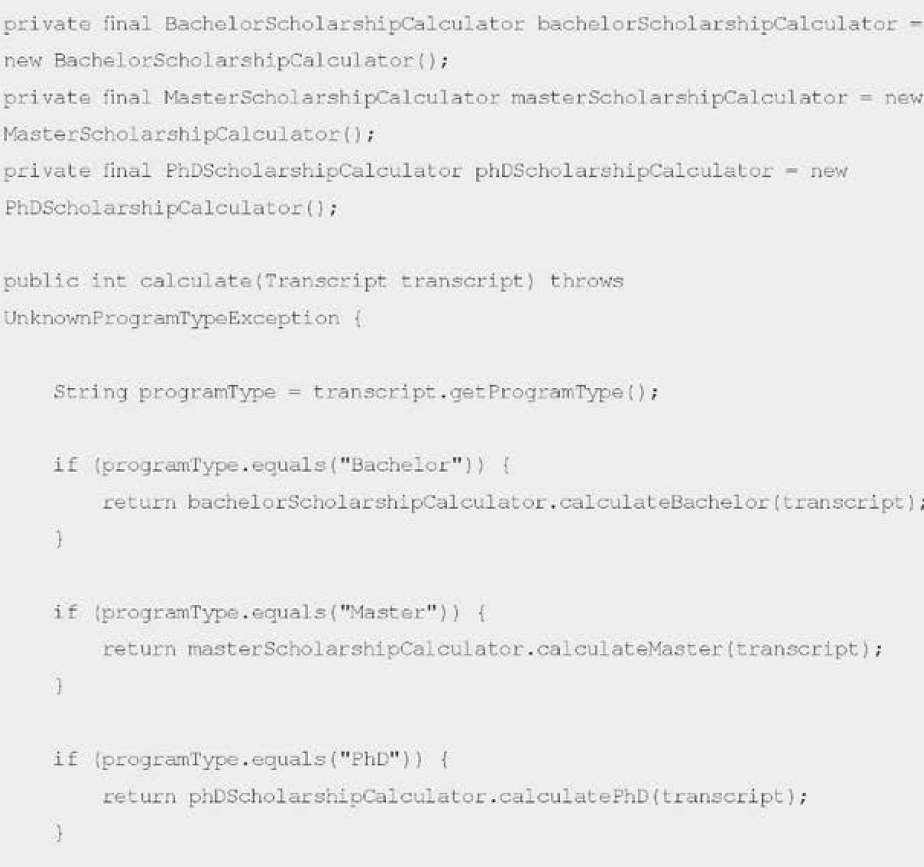 private final BachelorScholarshipCalculator bachelorScholarshipCalculator =
new BachelorScholarshipCalculator();
private final MasterScholarshipCalculator masterScholarshipCalculator = new
MasterScholarshipCalculator();
private final PhDScholarshipCalculator phDScholarshipCalculator = new
PhDScholarshipCalculator();

public int calculate(Transcript transcript) throws
UnknownProgramTypeException {

    String programType = transcript.getProgramType();

    if (programType.equals("Bachelor")) {
        return bachelorScholarshipCalculator.calculateBachelor(transcript);
    }

    if (programType.equals("Master")) {
        return masterScholarshipCalculator.calculateMaster(transcript);
    }

    if (programType.equals("PhD")) {
        return phDScholarshipCalculator.calculatePhD(transcript);
    }